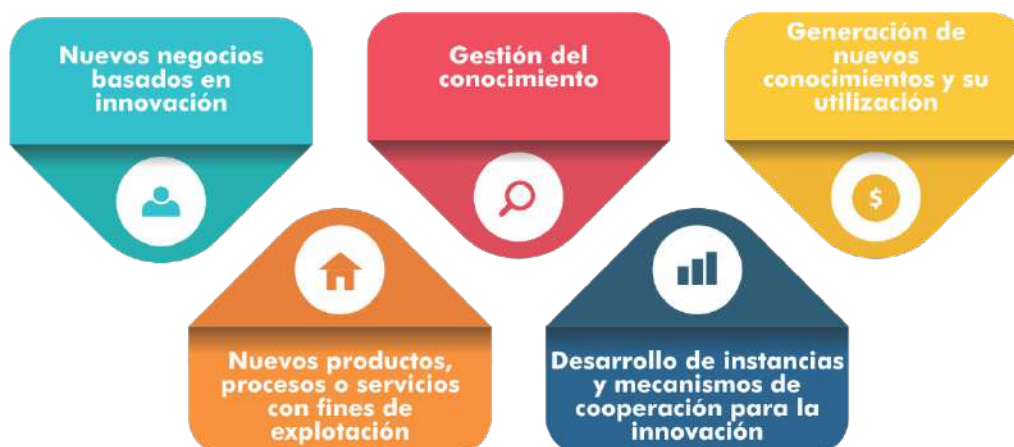 Nuevos negocios
basados en
innovación
Gestión del
conocimiento
Generación de
nuevos
conocimientos y su
utilización
$
Nuevos productos,
procesos o servicios
con fines de
explotación
Desarrollo de instancias
y mecanismos de
cooperación para la
innovación